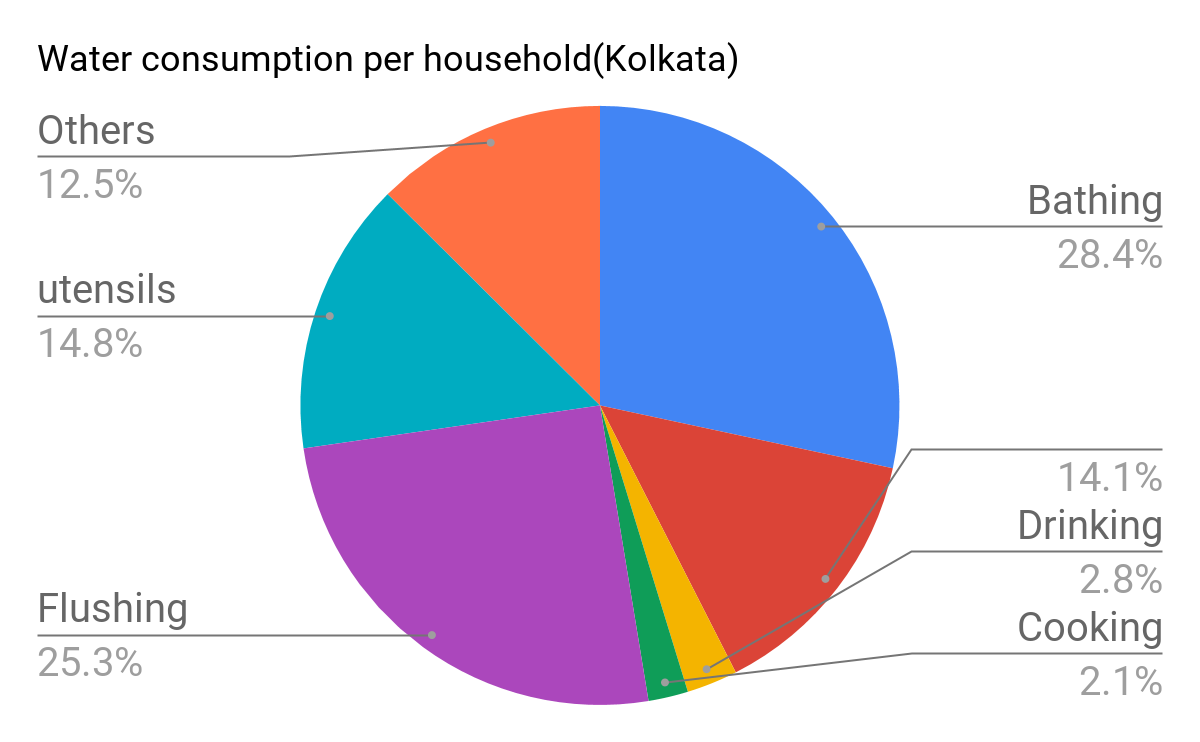 Water consumption per household(Kolkata)
Others
12.5%
utensils
14.8%
Flushing
25.3%
Bathing
28.4%
14.1%
Drinking
2.8%
Cooking
2.1%